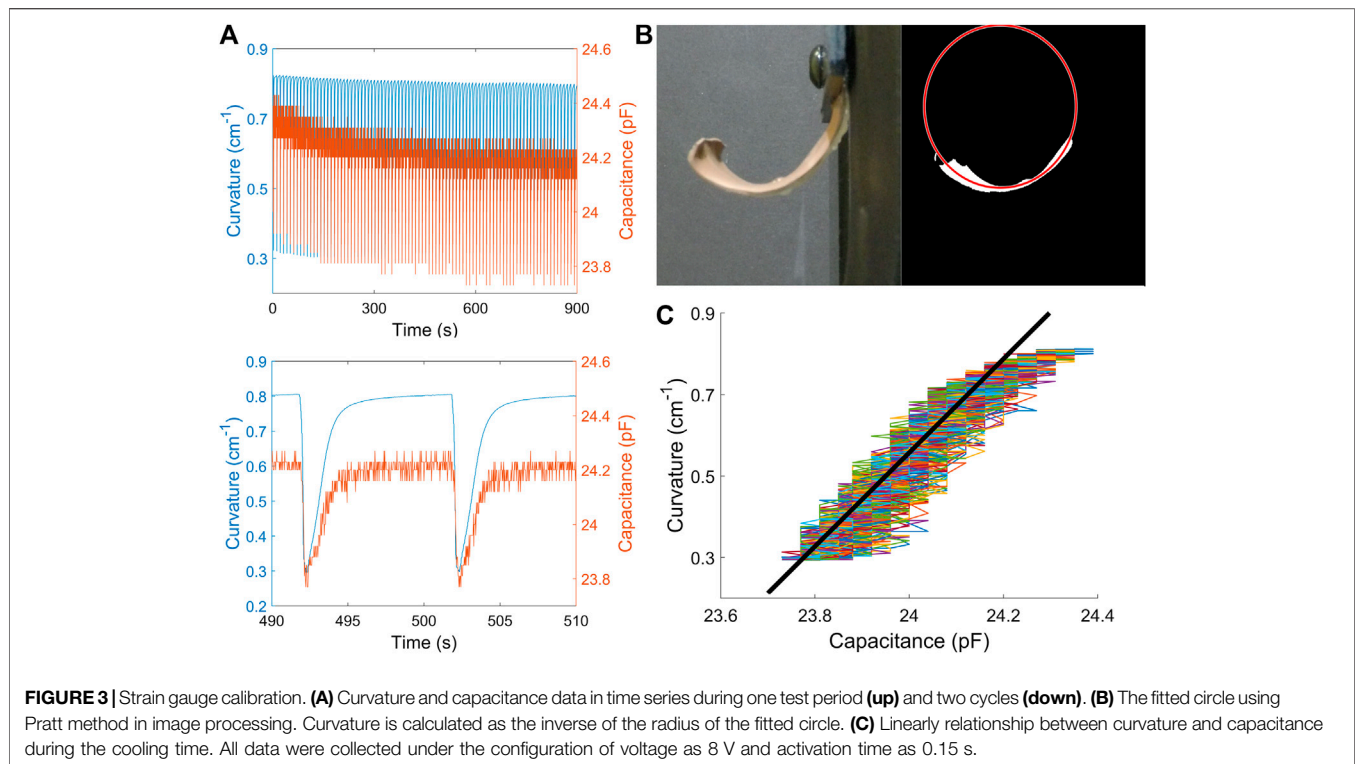 A
0.9
0.7
0.5
0.3
Curvature (cm-1)
24.6
24.4
24.2
24
23.8
Capacitance (pF)
0 300 600 900
Time (s)
0.9
0.8
0.7
0.6
0.5
0.4
0.3
0.2
Curvature (cm-1)
24.6
24.4
24.2
24
23.8
Capacitance (pF)
490 495 500 505 510
Time (s)
B
C
0.9
0.7
0.5
0.3
Curvature (cm-1)
23.6 23.8 24 24.2 24.4
Capacitance (pF)
FIGURE 3 | Strain gauge calibration. (A) Curvature and capacitance data in time series during one test period (up) and two cycles (down). (B) The fitted circle using
Pratt method in image processing. Curvature is calculated as the inverse of the radius of the fitted circle. (C) Linearly relationship between curvature and capacitance
during the cooling time. All data were collected under the configuration of voltage as 8 V and activation time as 0.15 s.